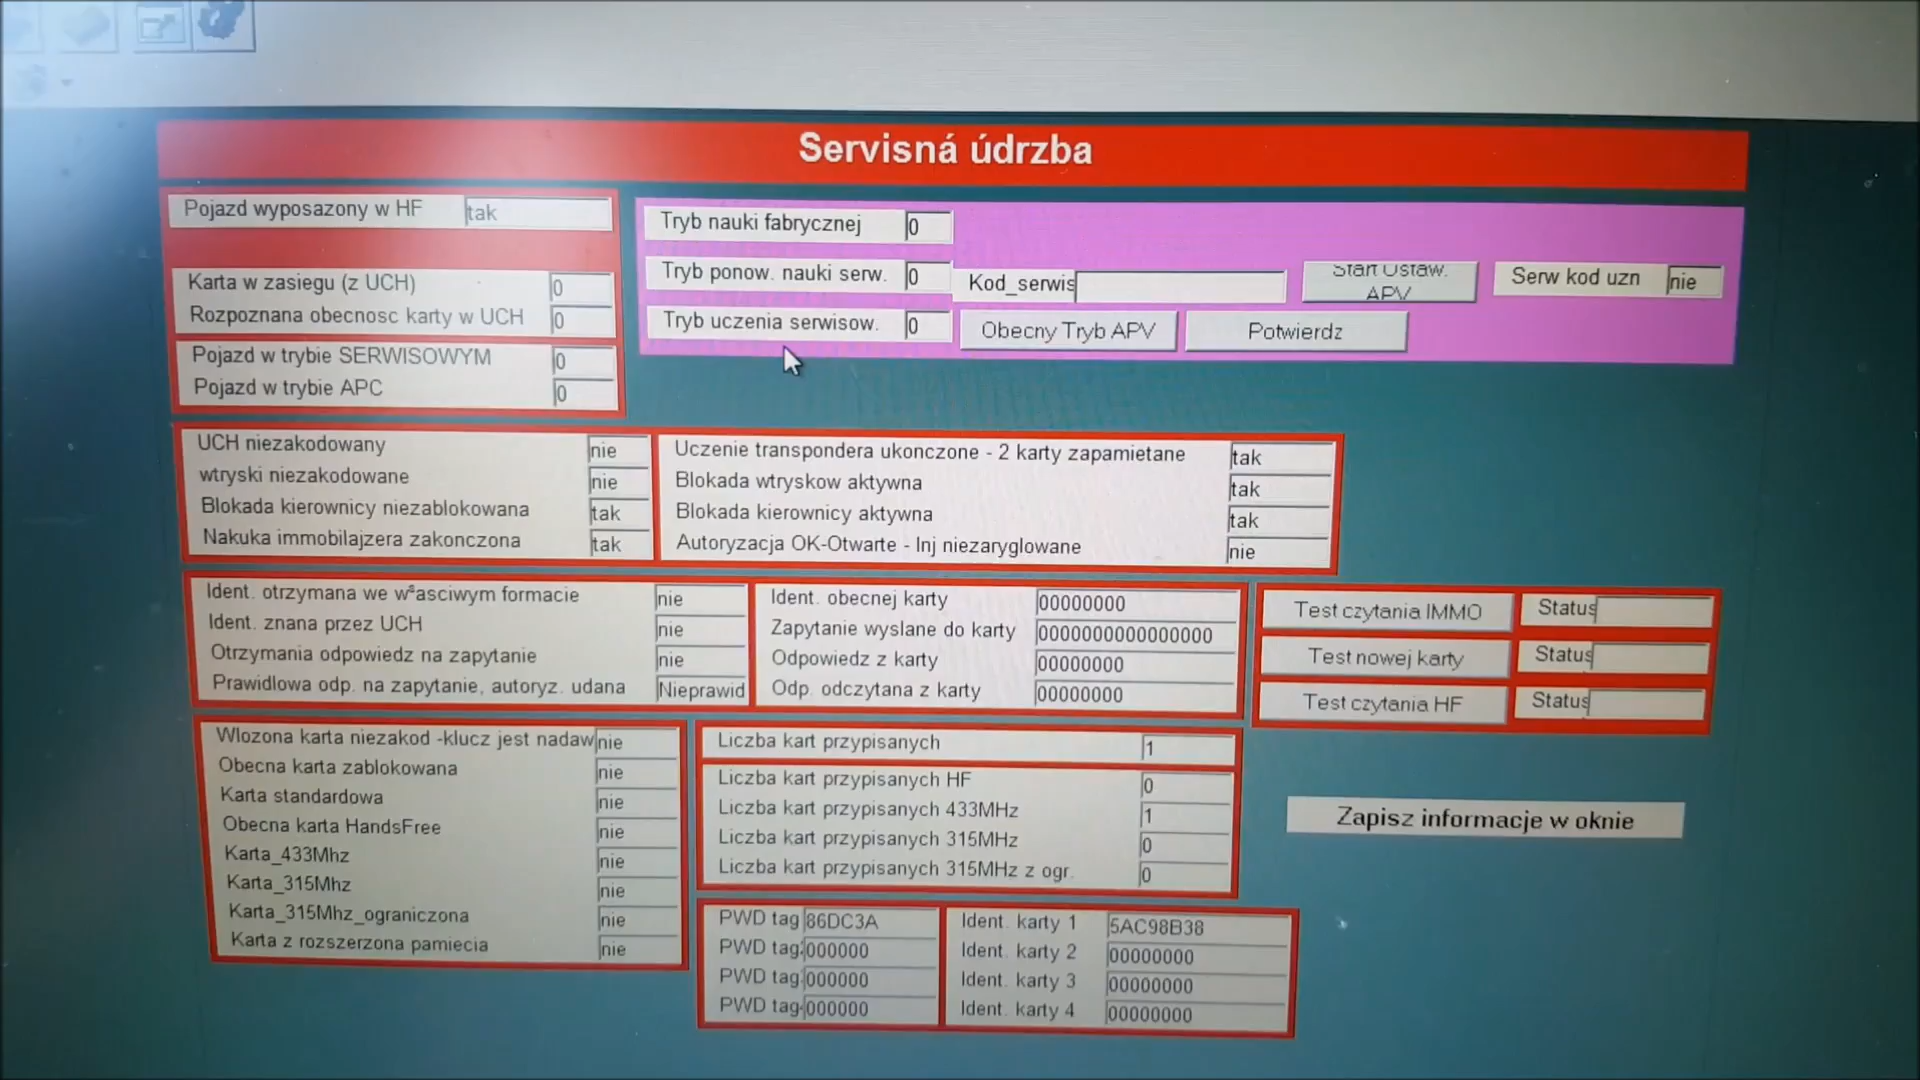 Servisná údrzba
Pojazd wyposazony w HF tak
Karta w zasiegu (z UCH) 0
Rozpoznana obecnosc karty w UCH 0
Pojazd w trybie SERWISOWYM 0
Pojazd w trybie APC 0
Tryb nauki fabrycznej 0
Tryb ponow. nauki serw. 0 Kod_serwis Start Ustaw. APV Serw kod uzn nie
Tryb uczenia serwisow. 0 Obecny Tryb APV Potwierdz
UCH niezakodowany nie
wtryski niezakodowane nie
Blokada kierownicy niezablokowana tak
Nakuka immobilajzera zakonczona tak
Uczenie transpondera ukonczone - 2 karty zapamietane tak
Blokada wtryskow aktywna tak
Blokada kierownicy aktywna tak
Autoryzacja OK-Otwarte - Inj niezaryglowane nie
Ident. otrzymana we wªasciwym formacie nie
Ident. znana przez UCH nie
Otrzymania odpowiedz na zapytanie nie
Prawidlowa odp. na zapytanie, autoryz. udana Nieprawid
Ident. obecnej karty 00000000
Zapytanie wyslane do karty 0000000000000000
Odpowiedz z karty 00000000
Odp. odczytana z karty 00000000
Test czytania IMMO Status
Test nowej karty Status
Test czytania HF Status
Wlozona karta niezakod -klucz jest nadaw nie
Obecna karta zablokowana nie
Karta standardowa nie
Obecna karta HandsFree nie
Karta_433Mhz nie
Karta_315Mhz nie
Karta_315Mhz_ograniczona nie
Karta z rozszerzona pamiecia nie
Liczba kart przypisanych 1
Liczba kart przypisanych HF 0
Liczba kart przypisanych 433MHz 1
Liczba kart przypisanych 315MHz 0
Liczba kart przypisanych 315MHz z ogr. 0
Zapisz informacje w oknie
PWD tag 86DC3A
PWD tag 000000
PWD tag 000000
PWD tag 000000
Ident. karty 1 5AC98B38
Ident. karty 2 00000000
Ident. karty 3 00000000
Ident. karty 4 00000000